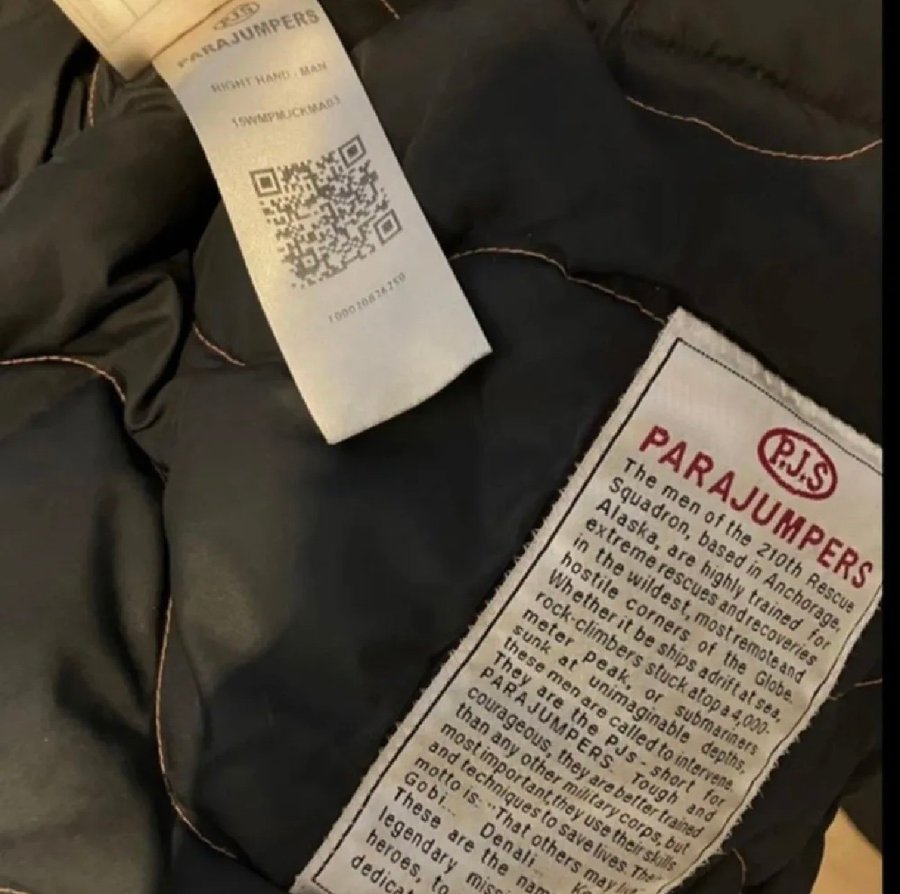 PJS
PARAJUMPERS
RIGHT HAND - MAN
15WMPMJCKMA03
P.J.S
PARAJUMPERS
The men of the 210th Rescue
Squadron, based in Anchorage,
Alaska, are highly trained for
extreme rescues and recoveries
in the wildest, most remote and
hostile corners of the Globe.
Whether it be ships adrift at sea,
rock-climbers stuck atop a 4,000-
meter peak, or submariners
sunk at unimaginable depths,
these men are called to intervene.
They are the PJs - short for
PARAJUMPERS. Tough and
courageous, they are better trained
than any other military corps, but
most important, they use their skills
and techniques to save lives. The
motto is: "That others may
Gobi... Denali...
These are the nam
legendary miss
heroes, to
dedicat